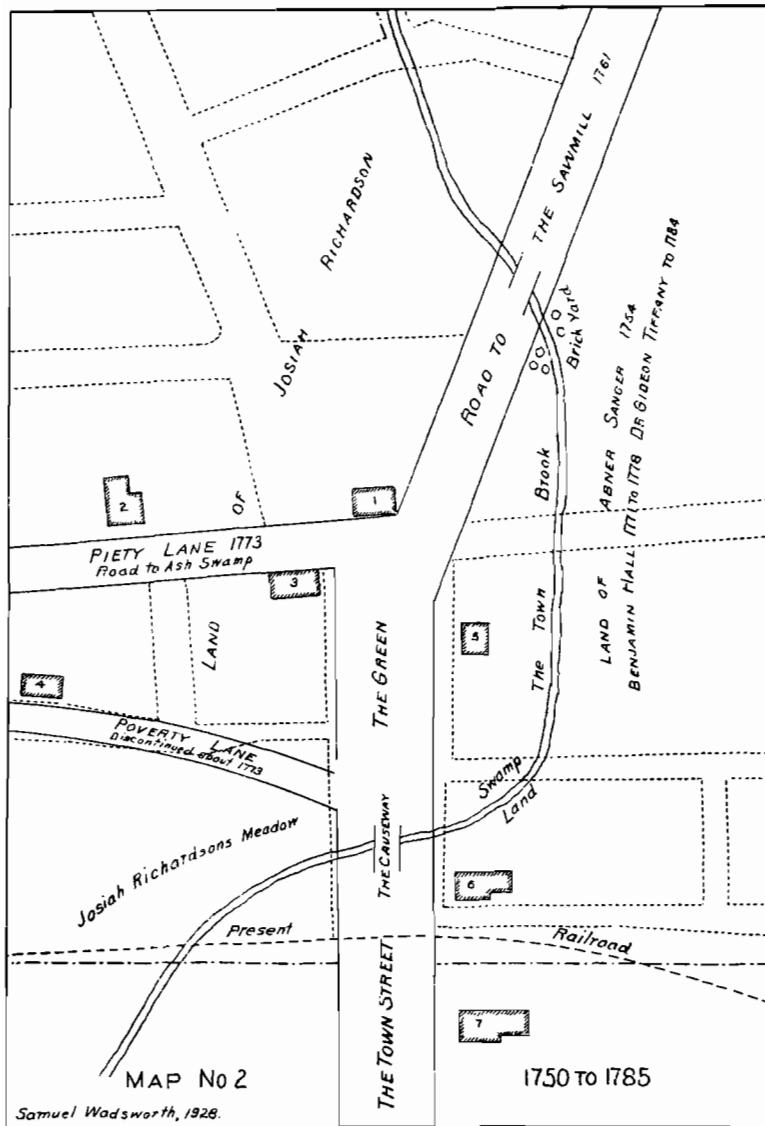 ROAD TO THE SAWMILL 1761
LAND OF JOSIAH RICHARDSON
Brick Yard
LAND OF ABNER SANGER 1754
BENJAMIN HALL 1771 TO 1778 DR GIDEON TIFFANY TO 1784
The Town Brook
1
2
PIETY LANE 1773
Road to Ash Swamp
3
4
5
THE GREEN
POVERTY LANE
Discontinued about 1773
Swamp
Land
THE CAUSEWAY
Josiah Richardsons Meadow
6
Present Railroad
THE TOWN STREET
7
MAP NO 2
1750 TO 1785
Samuel Wadsworth, 1928.